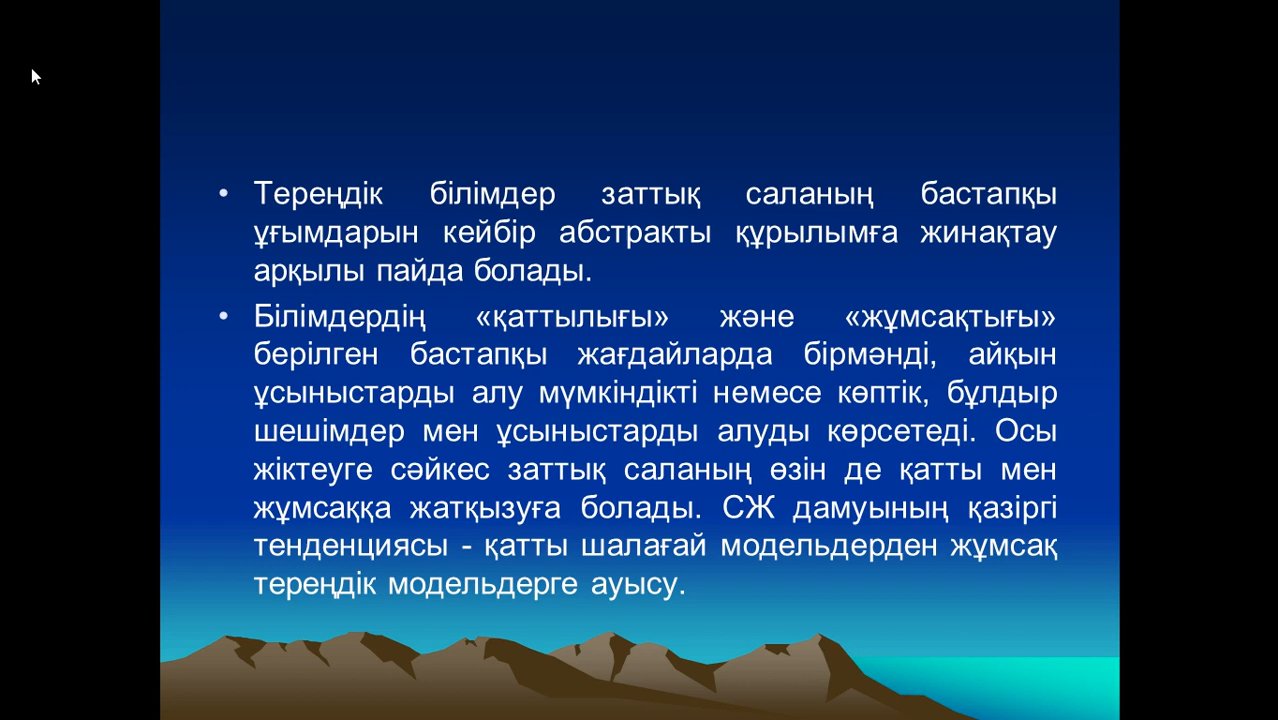 • Тереңдік білімдер заттық саланың бастапқы
ұғымдарын кейбір абстракты құрылымға жинақтау
арқылы пайда болады.
• Білімдердің «қаттылығы» және «жұмсақтығы»
берілген бастапқы жағдайларда бірмәнді, айқын
ұсыныстарды алу мүмкіндікті немесе көптік, бұлдыр
шешімдер мен ұсыныстарды алуды көрсетеді. Осы
жіктеуге сәйкес заттық саланың өзін де қатты мен
жұмсаққа жатқызуға болады. СЖ дамуының қазіргі
тенденциясы - қатты шалағай модельдерден жұмсақ
тереңдік модельдерге ауысу.